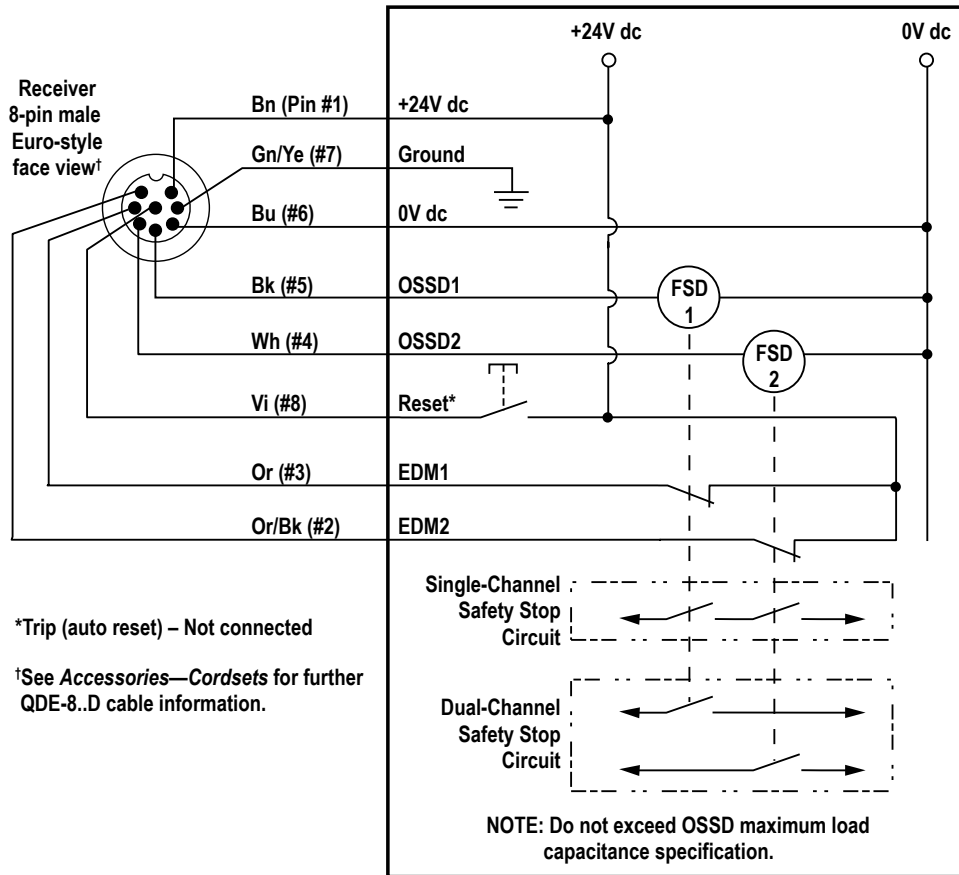 +24V dc
0V dc
Receiver
8-pin male
Euro-style
face view†
Bn (Pin #1)
+24V dc
Gn/Ye (#7)
Ground
Bu (#6)
0V dc
Bk (#5)
OSSD1
FSD
1
Wh (#4)
OSSD2
FSD
2
Vi (#8)
Reset*
Or (#3)
EDM1
Or/Bk (#2)
EDM2
Single-Channel
Safety Stop
Circuit
*Trip (auto reset) – Not connected
†See Accessories—Cordsets for further
QDE-8..D cable information.
Dual-Channel
Safety Stop
Circuit
NOTE: Do not exceed OSSD maximum load
capacitance specification.